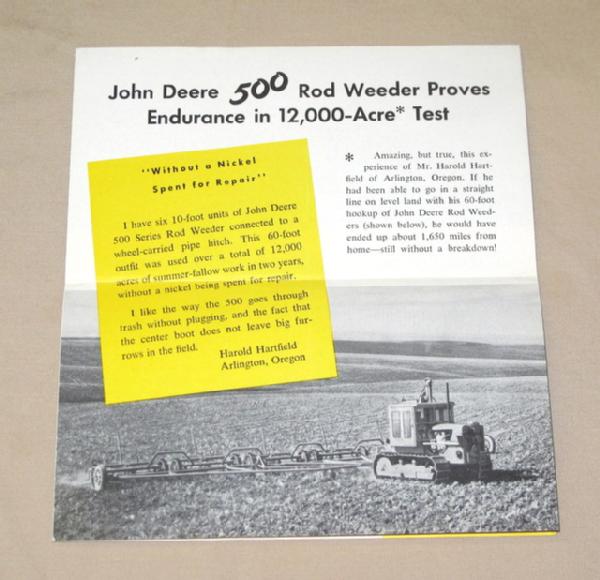 John Deere 500 Rod Weeder Proves
Endurance in 12,000-Acre* Test
"Without a Nickel
Spent for Repair"
I have six 10-foot units of John Deere
500 Series Rod Weeder connected to a
wheel-carried pipe hitch. This 60-foot
outfit was used over a total of 12,000
acres of summer-fallow work in two years,
without a nickel being spent for repair.
I like the way the 500 goes through
trash without plugging, and the fact that
the center boot does not leave big fur-
rows in the field.
Harold Hartfield
Arlington, Oregon
* Amazing, but true, this ex-
perience of Mr. Harold Hart-
field of Arlington, Oregon. If he
had been able to go in a straight
line on level land with his 60-foot
hookup of John Deere Rod Weed-
ers (shown below), he would have
ended up about 1,650 miles from
home—still without a breakdown!